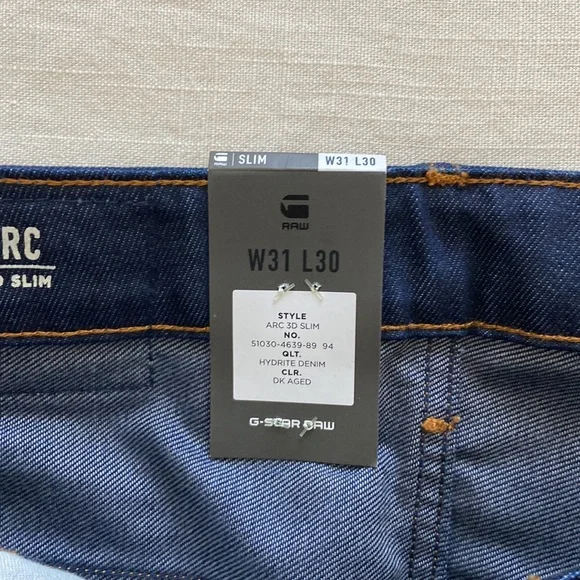 SLIM W31 L30
RAW
W31 L30
STYLE
ARC 3D SLIM
NO.
51030-4639-89 94
QLT.
HYDRITE DENIM
CLR.
DK AGED
G-STAR RAW
RC
D SLIM